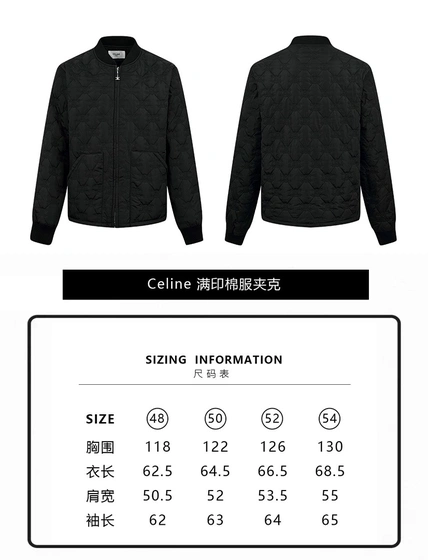 Celine 满印棉服夹克
SIZING INFORMATION
尺码表
SIZE 48 50 52 54
胸围 118 122 126 130
衣长 62.5 64.5 66.5 68.5
肩宽 50.5 52 53.5 55
袖长 62 63 64 65